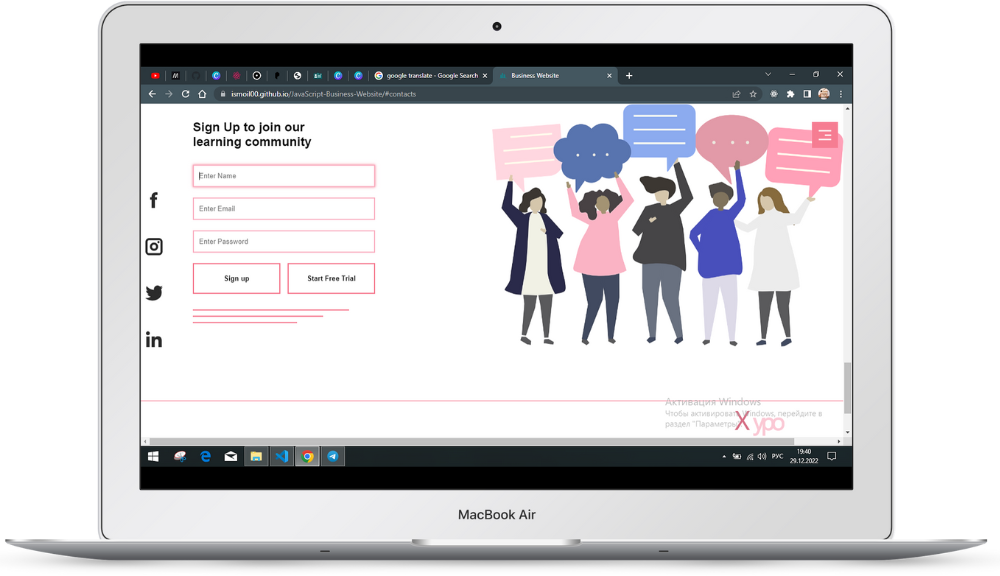 google translate - Google Search
Business Website
ismoil00.github.io/JavaScript-Business-Website/#contacts
Sign Up to join our
learning community
Enter Name
Enter Email
Enter Password
Sign up
Start Free Trial
Активация Windows
Чтобы активировать Windows, перейдите в
раздел "Параметры
X ypo
РУС
19:40
29.12.2022
MacBook Air